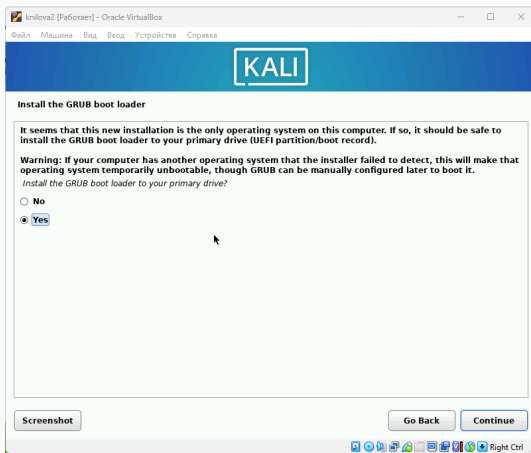 knilova2 [Работает] - Oracle VirtualBox
Файл Машина Вид Ввод Устройства Справка
KALI
Install the GRUB boot loader
It seems that this new installation is the only operating system on this computer. If so, it should be safe to
install the GRUB boot loader to your primary drive (UEFI partition/boot record).
Warning: If your computer has another operating system that the installer failed to detect, this will make that
operating system temporarily unbootable, though GRUB can be manually configured later to boot it.
Install the GRUB boot loader to your primary drive?
No
Yes
Screenshot Go Back Continue
Right Ctrl